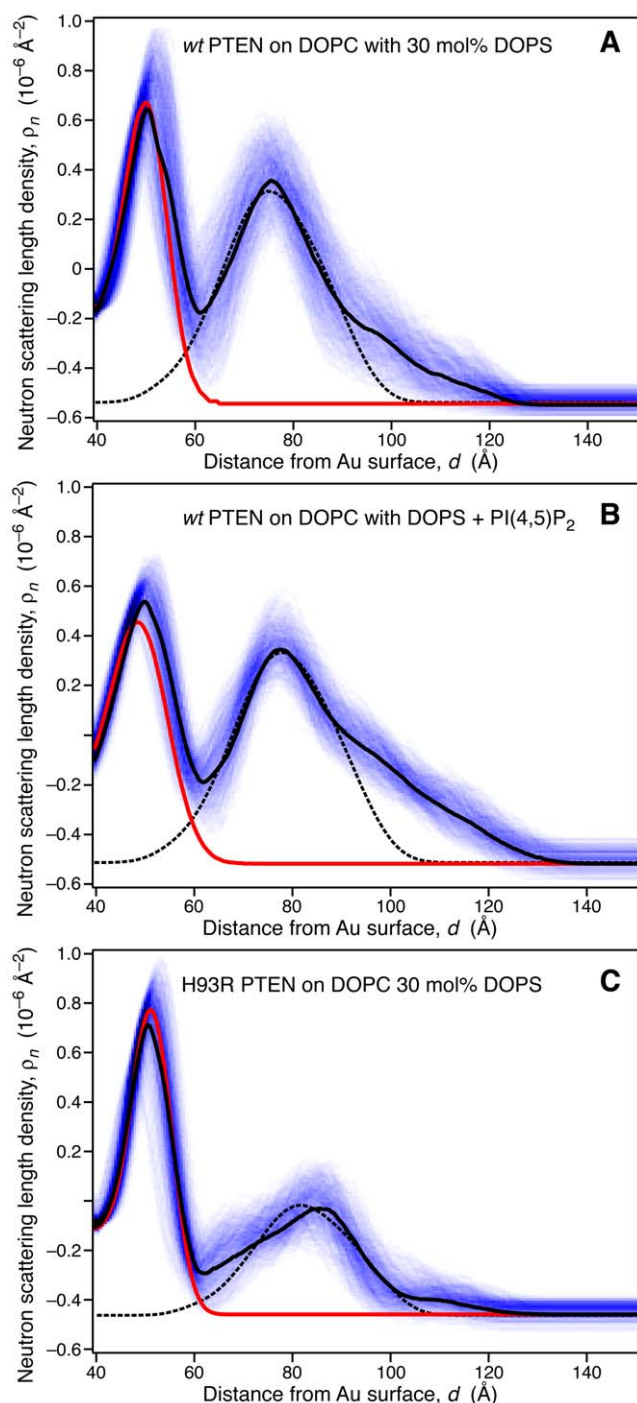 A
wt PTEN on DOPC with 30 mol% DOPS
Neutron scattering length density, ρn (10⁻⁶ Å⁻²)
1.0
0.8
0.6
0.4
0.2
0
−0.2
−0.4
−0.6
40 60 80 100 120 140
Distance from Au surface, d (Å)
B
wt PTEN on DOPC with DOPS + PI(4,5)P₂
Neutron scattering length density, ρn (10⁻⁶ Å⁻²)
1.0
0.8
0.6
0.4
0.2
−0.2
−0.4
−0.6
40 60 80 100 120 140
Distance from Au surface, d (Å)
C
H93R PTEN on DOPC 30 mol% DOPS
Neutron scattering length density, ρn (10⁻⁶ Å⁻²)
1.0
0.8
0.6
0.4
0.2
−0.2
−0.4
−0.6
40 60 80 100 120 140
Distance from Au surface, d (Å)